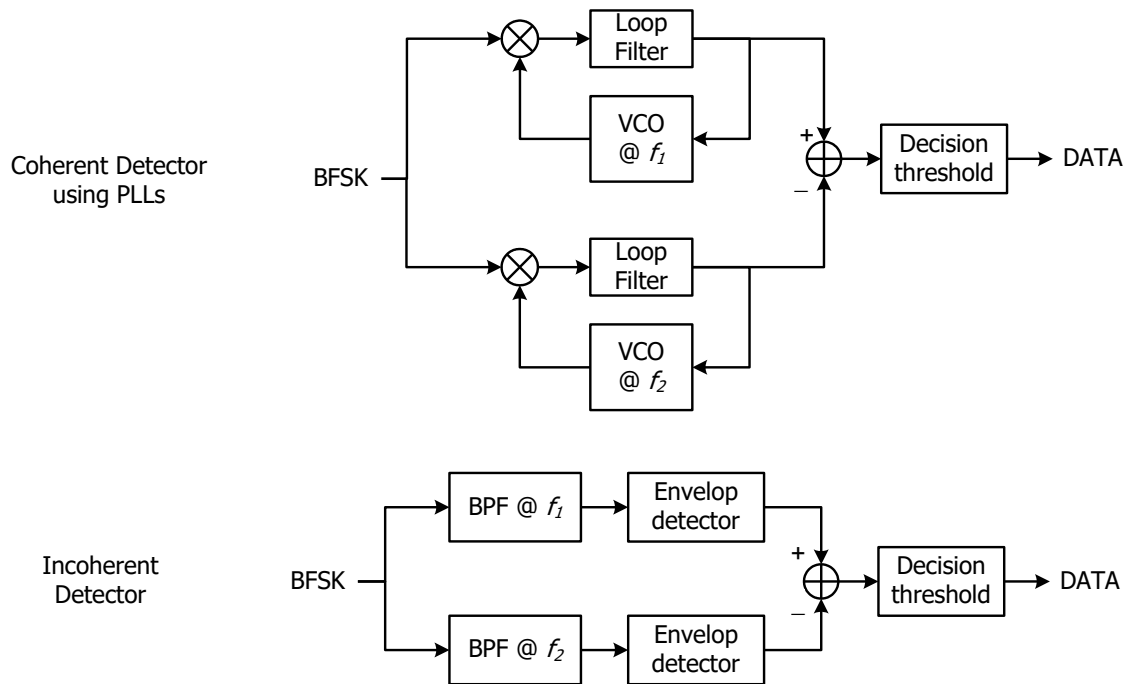 Coherent Detector
using PLLs
BFSK
Loop
Filter
VCO
@ f₁
+
−
Decision
threshold
DATA
Loop
Filter
VCO
@ f₂
Incoherent
Detector
BFSK
BPF @ f₁
Envelop
detector
+
−
Decision
threshold
DATA
BPF @ f₂
Envelop
detector